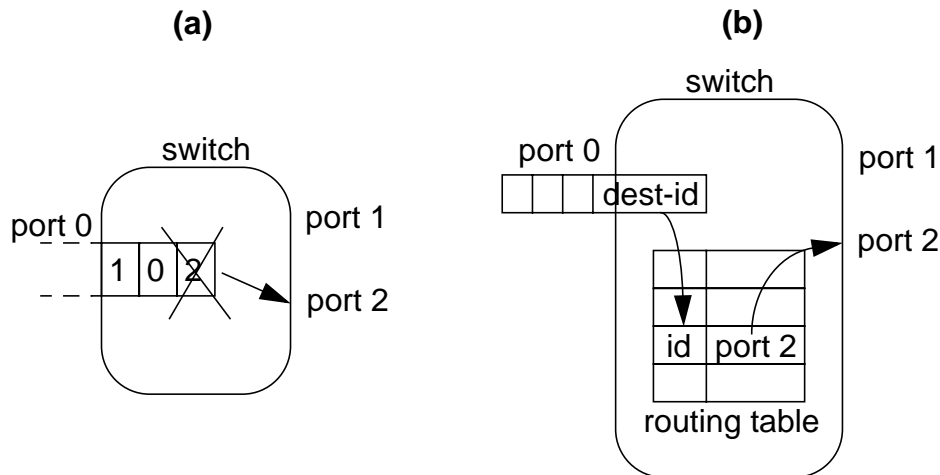 (a)
switch
port 0
port 1
1 0 2
port 2
(b)
switch
port 0
port 1
dest-id
port 2
id port 2
routing table